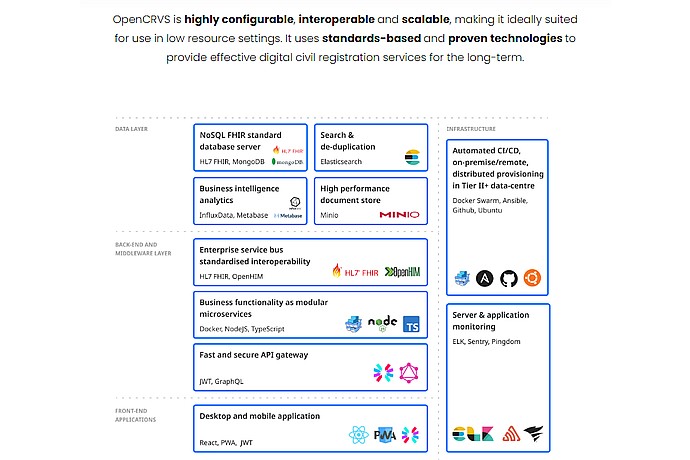 OpenCRVS is highly configurable, interoperable and scalable, making it ideally suited
for use in low resource settings. It uses standards-based and proven technologies to
provide effective digital civil registration services for the long-term.
DATA LAYER
NoSQL FHIR standard
database server
HL7 FHIR, MongoDB
HL7 FHIR
mongoDB
Search &
de-duplication
Elasticsearch
Business intelligence
analytics
InfluxData, Metabase
Metabase
High performance
document store
Minio
MINIO
BACK-END AND
MIDDLEWARE LAYER
Enterprise service bus
standardised interoperability
HL7 FHIR, OpenHIM
HL7 FHIR
OpenHIM
Business functionality as modular
microservices
Docker, NodeJS, TypeScript
node
TS
Fast and secure API gateway
JWT, GraphQL
FRONT-END
APPLICATIONS
Desktop and mobile application
React, PWA, JWT
PWA
INFRASTRUCTURE
Automated CI/CD,
on-premise/remote,
distributed provisioning
in Tier II+ data-centre
Docker Swarm, Ansible,
Github, Ubuntu
Server & application
monitoring
ELK, Sentry, Pingdom